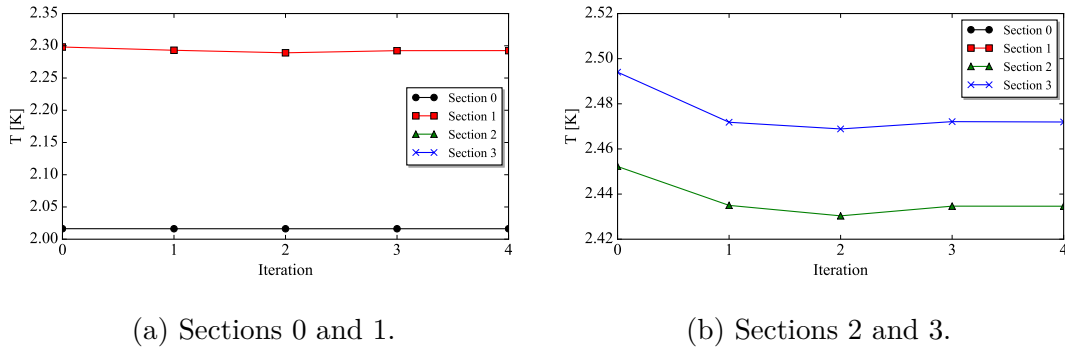 2.35
2.30
2.25
2.20
2.15
2.10
2.05
2.00
T [K]
0 1 2 3 4
Iteration
Section 0
Section 1
Section 2
Section 3
(a) Sections 0 and 1.
2.52
2.50
2.48
2.46
2.44
2.42
T [K]
0 1 2 3 4
Iteration
Section 0
Section 1
Section 2
Section 3
(b) Sections 2 and 3.